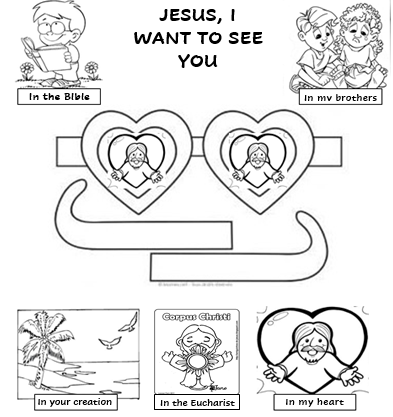 JESUS, I
WANT TO SEE
YOU
In the Bible
In my brothers
Corpus Christi
In your creation
In the Eucharist
In my heart